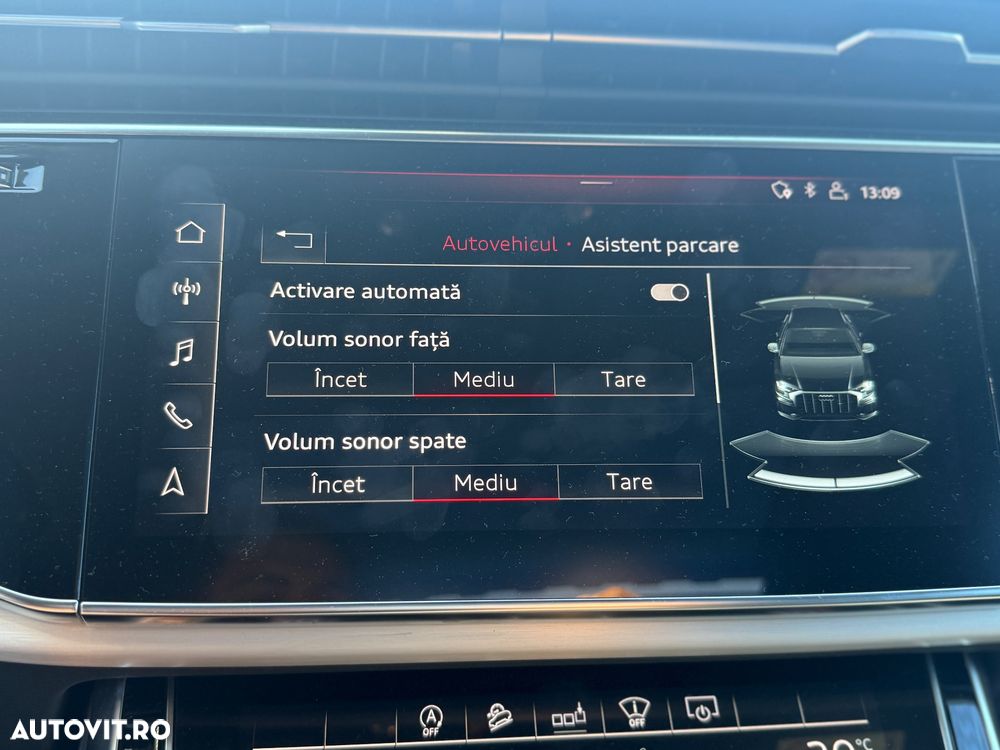 13:09
Autovehicul · Asistent parcare
Activare automată
Volum sonor față
Încet Mediu Tare
Volum sonor spate
Încet Mediu Tare
A
OFF
OFF
°C
AUTOVIT.RO